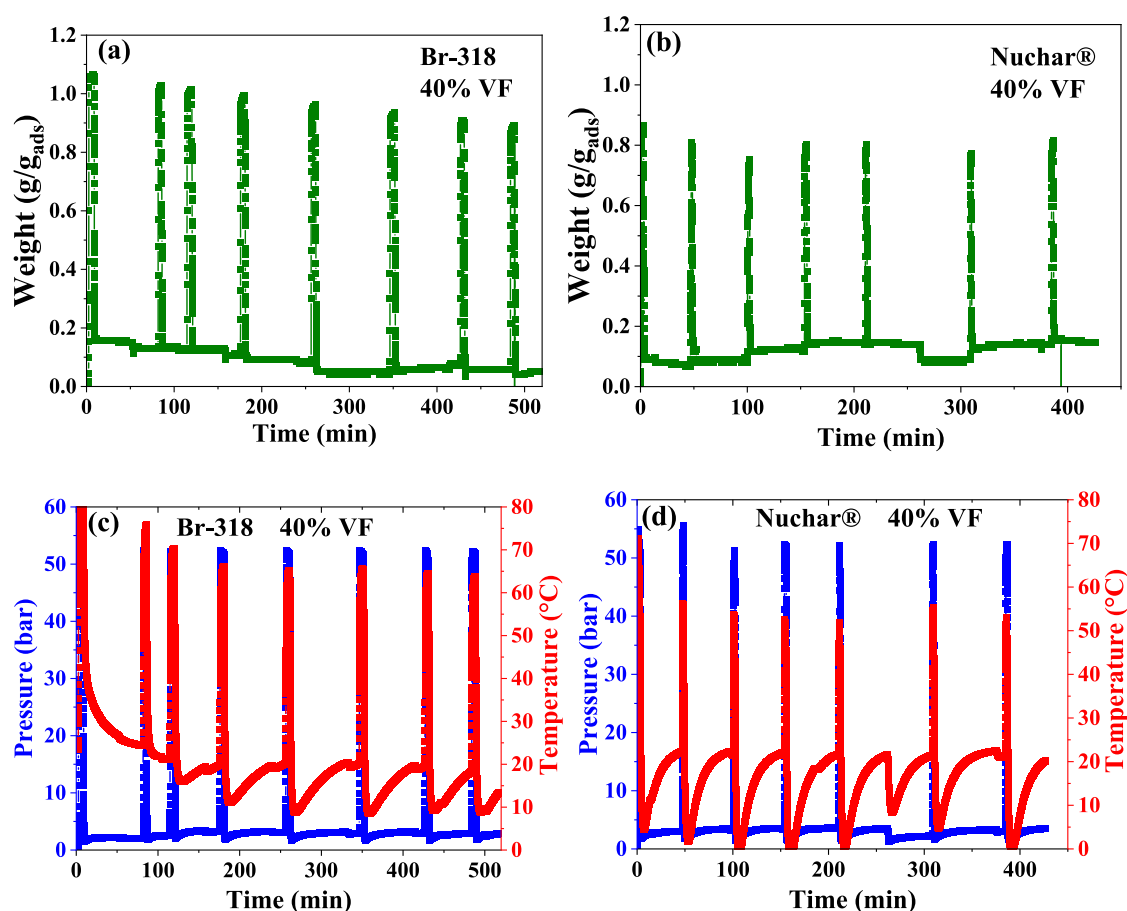 (a)
Br-318
40% VF
Weight (g/g_ads)
1.2
1.0
0.8
0.6
0.4
0.2
0.0
0 100 200 300 400 500
Time (min)
(b)
Nuchar®
40% VF
Weight (g/g_ads)
1.2
1.0
0.8
0.6
0.4
0.2
0.0
0 100 200 300 400
Time (min)
(c)
Br-318 40% VF
Pressure (bar)
60
50
40
30
20
10
0
Temperature (°C)
80
70
60
50
40
30
20
10
0
0 100 200 300 400 500
Time (min)
(d)
Nuchar® 40% VF
Pressure (bar)
60
50
40
30
20
10
0
Temperature (°C)
80
70
60
50
40
30
20
10
0
0 100 200 300 400
Time (min)